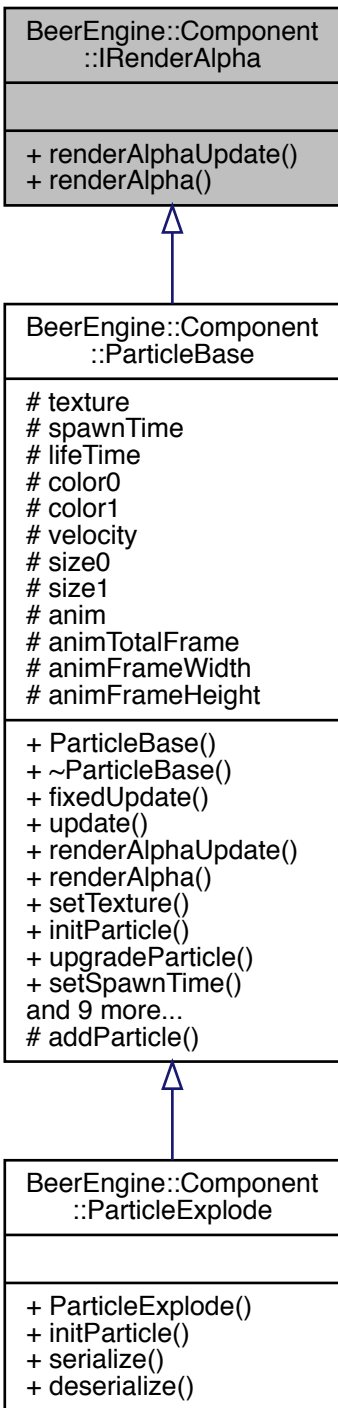 BeerEngine::Component
::IRenderAlpha
+ renderAlphaUpdate()
+ renderAlpha()
BeerEngine::Component
::ParticleBase
# texture
# spawnTime
# lifeTime
# color0
# color1
# velocity
# size0
# size1
# anim
# animTotalFrame
# animFrameWidth
# animFrameHeight
+ ParticleBase()
+ ~ParticleBase()
+ fixedUpdate()
+ update()
+ renderAlphaUpdate()
+ renderAlpha()
+ setTexture()
+ initParticle()
+ upgradeParticle()
+ setSpawnTime()
and 9 more...
# addParticle()
BeerEngine::Component
::ParticleExplode
+ ParticleExplode()
+ initParticle()
+ serialize()
+ deserialize()